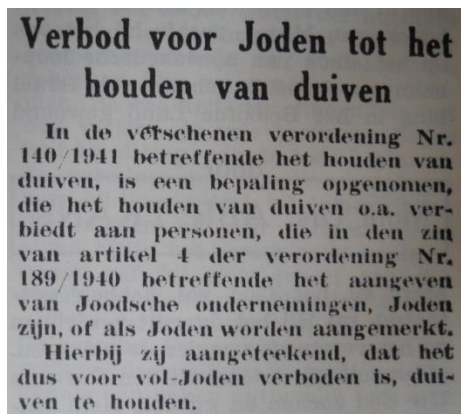 Verbod voor Joden tot het
houden van duiven
In de verschenen verordening Nr.
140/1941 betreffende het houden van
duiven, is een bepaling opgenomen,
die het houden van duiven o.a. ver-
biedt aan personen, die in den zin
van artikel 4 der verordening Nr.
189/1940 betreffende het aangeven
van Joodsche ondernemingen, Joden
zijn, of als Joden worden aangemerkt.
Hierbij zij aangeteekend, dat het
dus voor vol-Joden verboden is, dui-
ven te houden.